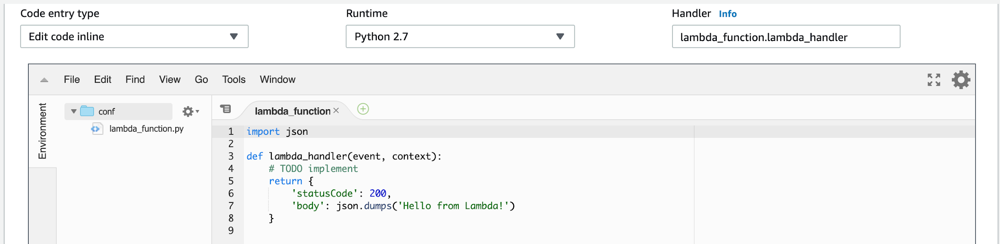 Code entry type Runtime Handler Info
Edit code inline Python 2.7 lambda_function.lambda_handler
File Edit Find View Go Tools Window
Environment
conf
lambda_function.py
lambda_function
1 import json
2
3 def lambda_handler(event, context):
4     # TODO implement
5     return {
6         'statusCode': 200,
7         'body': json.dumps('Hello from Lambda!')
8     }
9